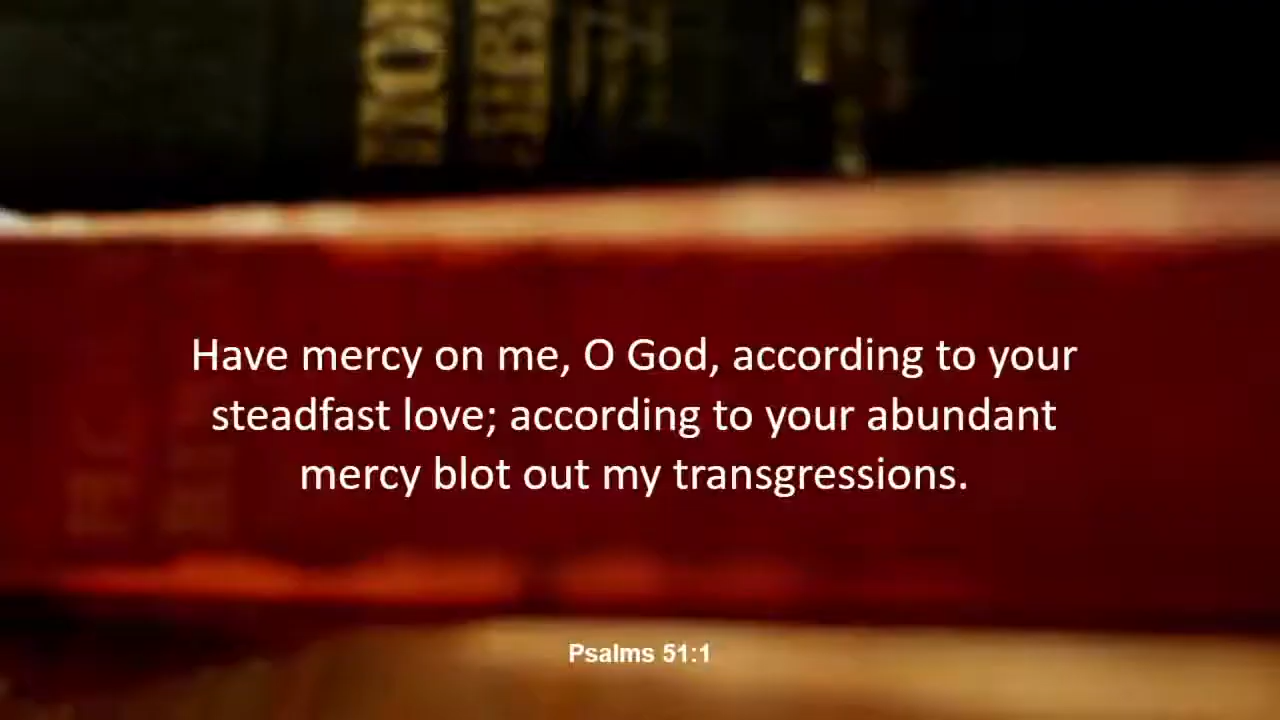 Have mercy on me, O God, according to your
steadfast love; according to your abundant
mercy blot out my transgressions.
Psalms 51:1